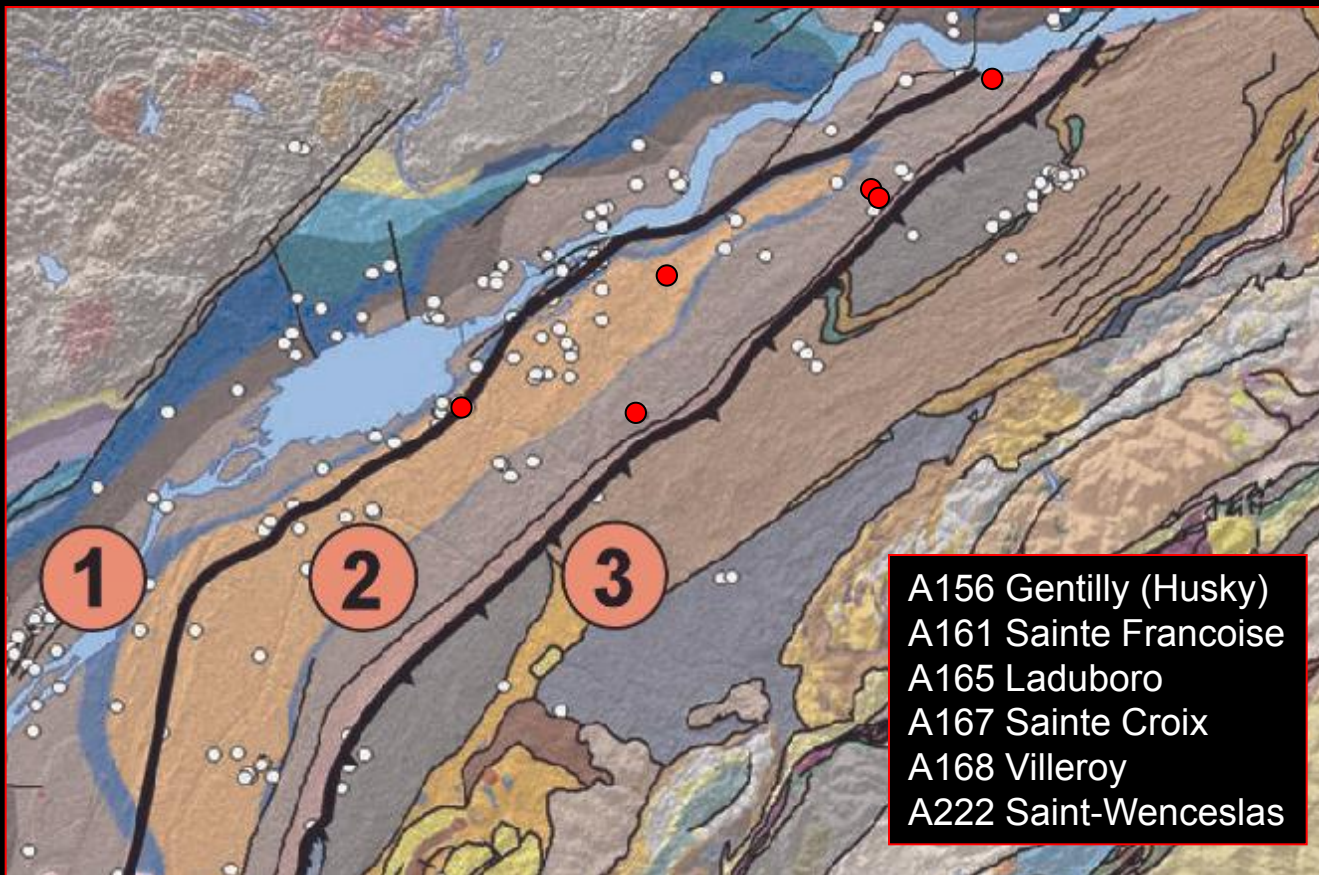 1
2
3
A156 Gentilly (Husky)
A161 Sainte Francoise
A165 Laduboro
A167 Sainte Croix
A168 Villeroy
A222 Saint-Wenceslas